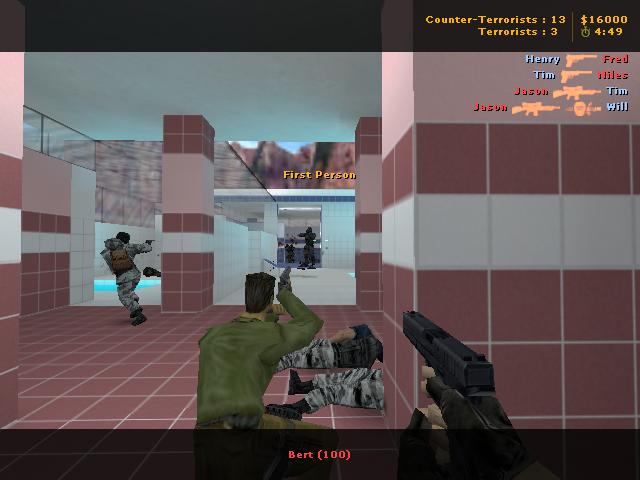 Counter-Terrorists : 13 $16000
Terrorists : 3 4:49
Henry Fred
Tim Niles
Jason Tim
Jason Will
First Person
Bert (100)